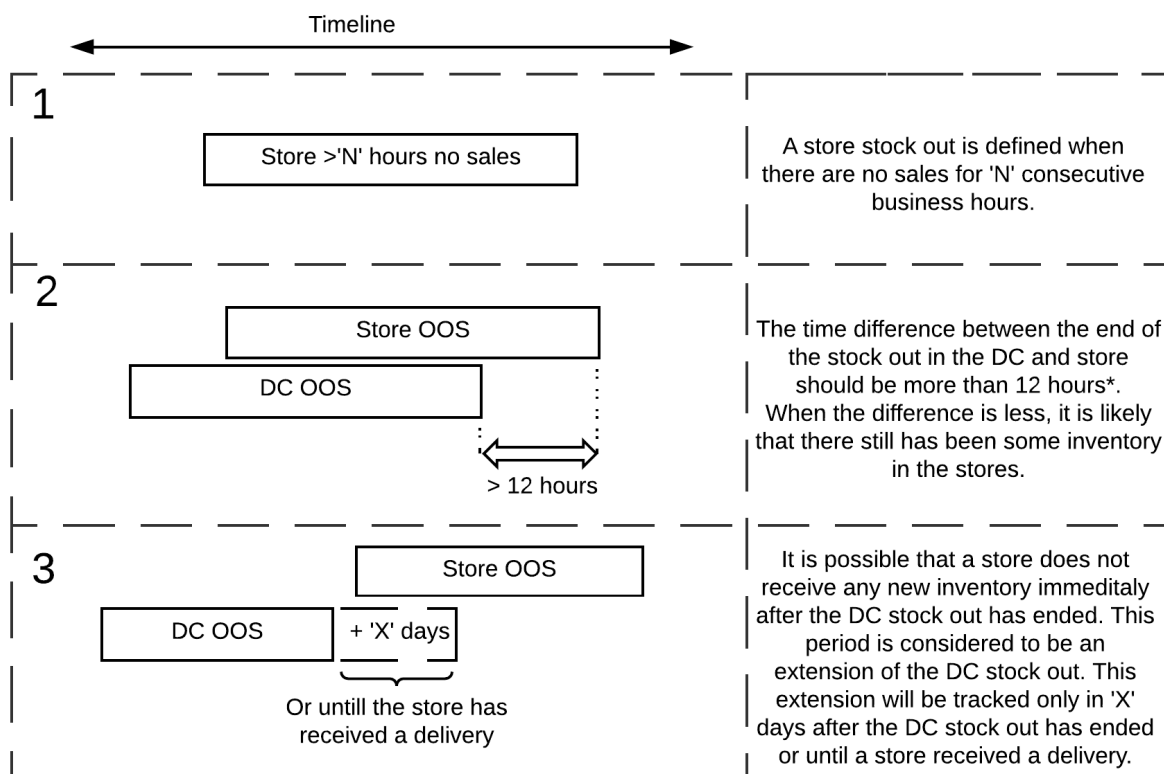 Timeline
1
Store >'N' hours no sales
A store stock out is defined when
there are no sales for 'N' consecutive
business hours.
2
Store OOS
DC OOS
> 12 hours
The time difference between the end of
the stock out in the DC and store
should be more than 12 hours*.
When the difference is less, it is likely
that there still has been some inventory
in the stores.
3
Store OOS
DC OOS
+ 'X' days
Or untill the store has
received a delivery
It is possible that a store does not
receive any new inventory immeditaly
after the DC stock out has ended. This
period is considered to be an
extension of the DC stock out. This
extension will be tracked only in 'X'
days after the DC stock out has ended
or until a store received a delivery.